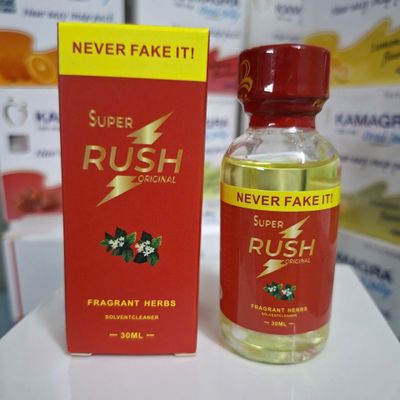 NEVER FAKE IT!
SUPER
RUSH
ORIGINAL
FRAGRANT HERBS
SOLVENTCLEANER
30ML
NEVER FAKE IT!
SUPER
RUSH
ORIGINAL
FRAGRANT HERBS
SOLVENTCLEANER
30ML
KAMAGRA
KAMAGRA
KAMAGRA